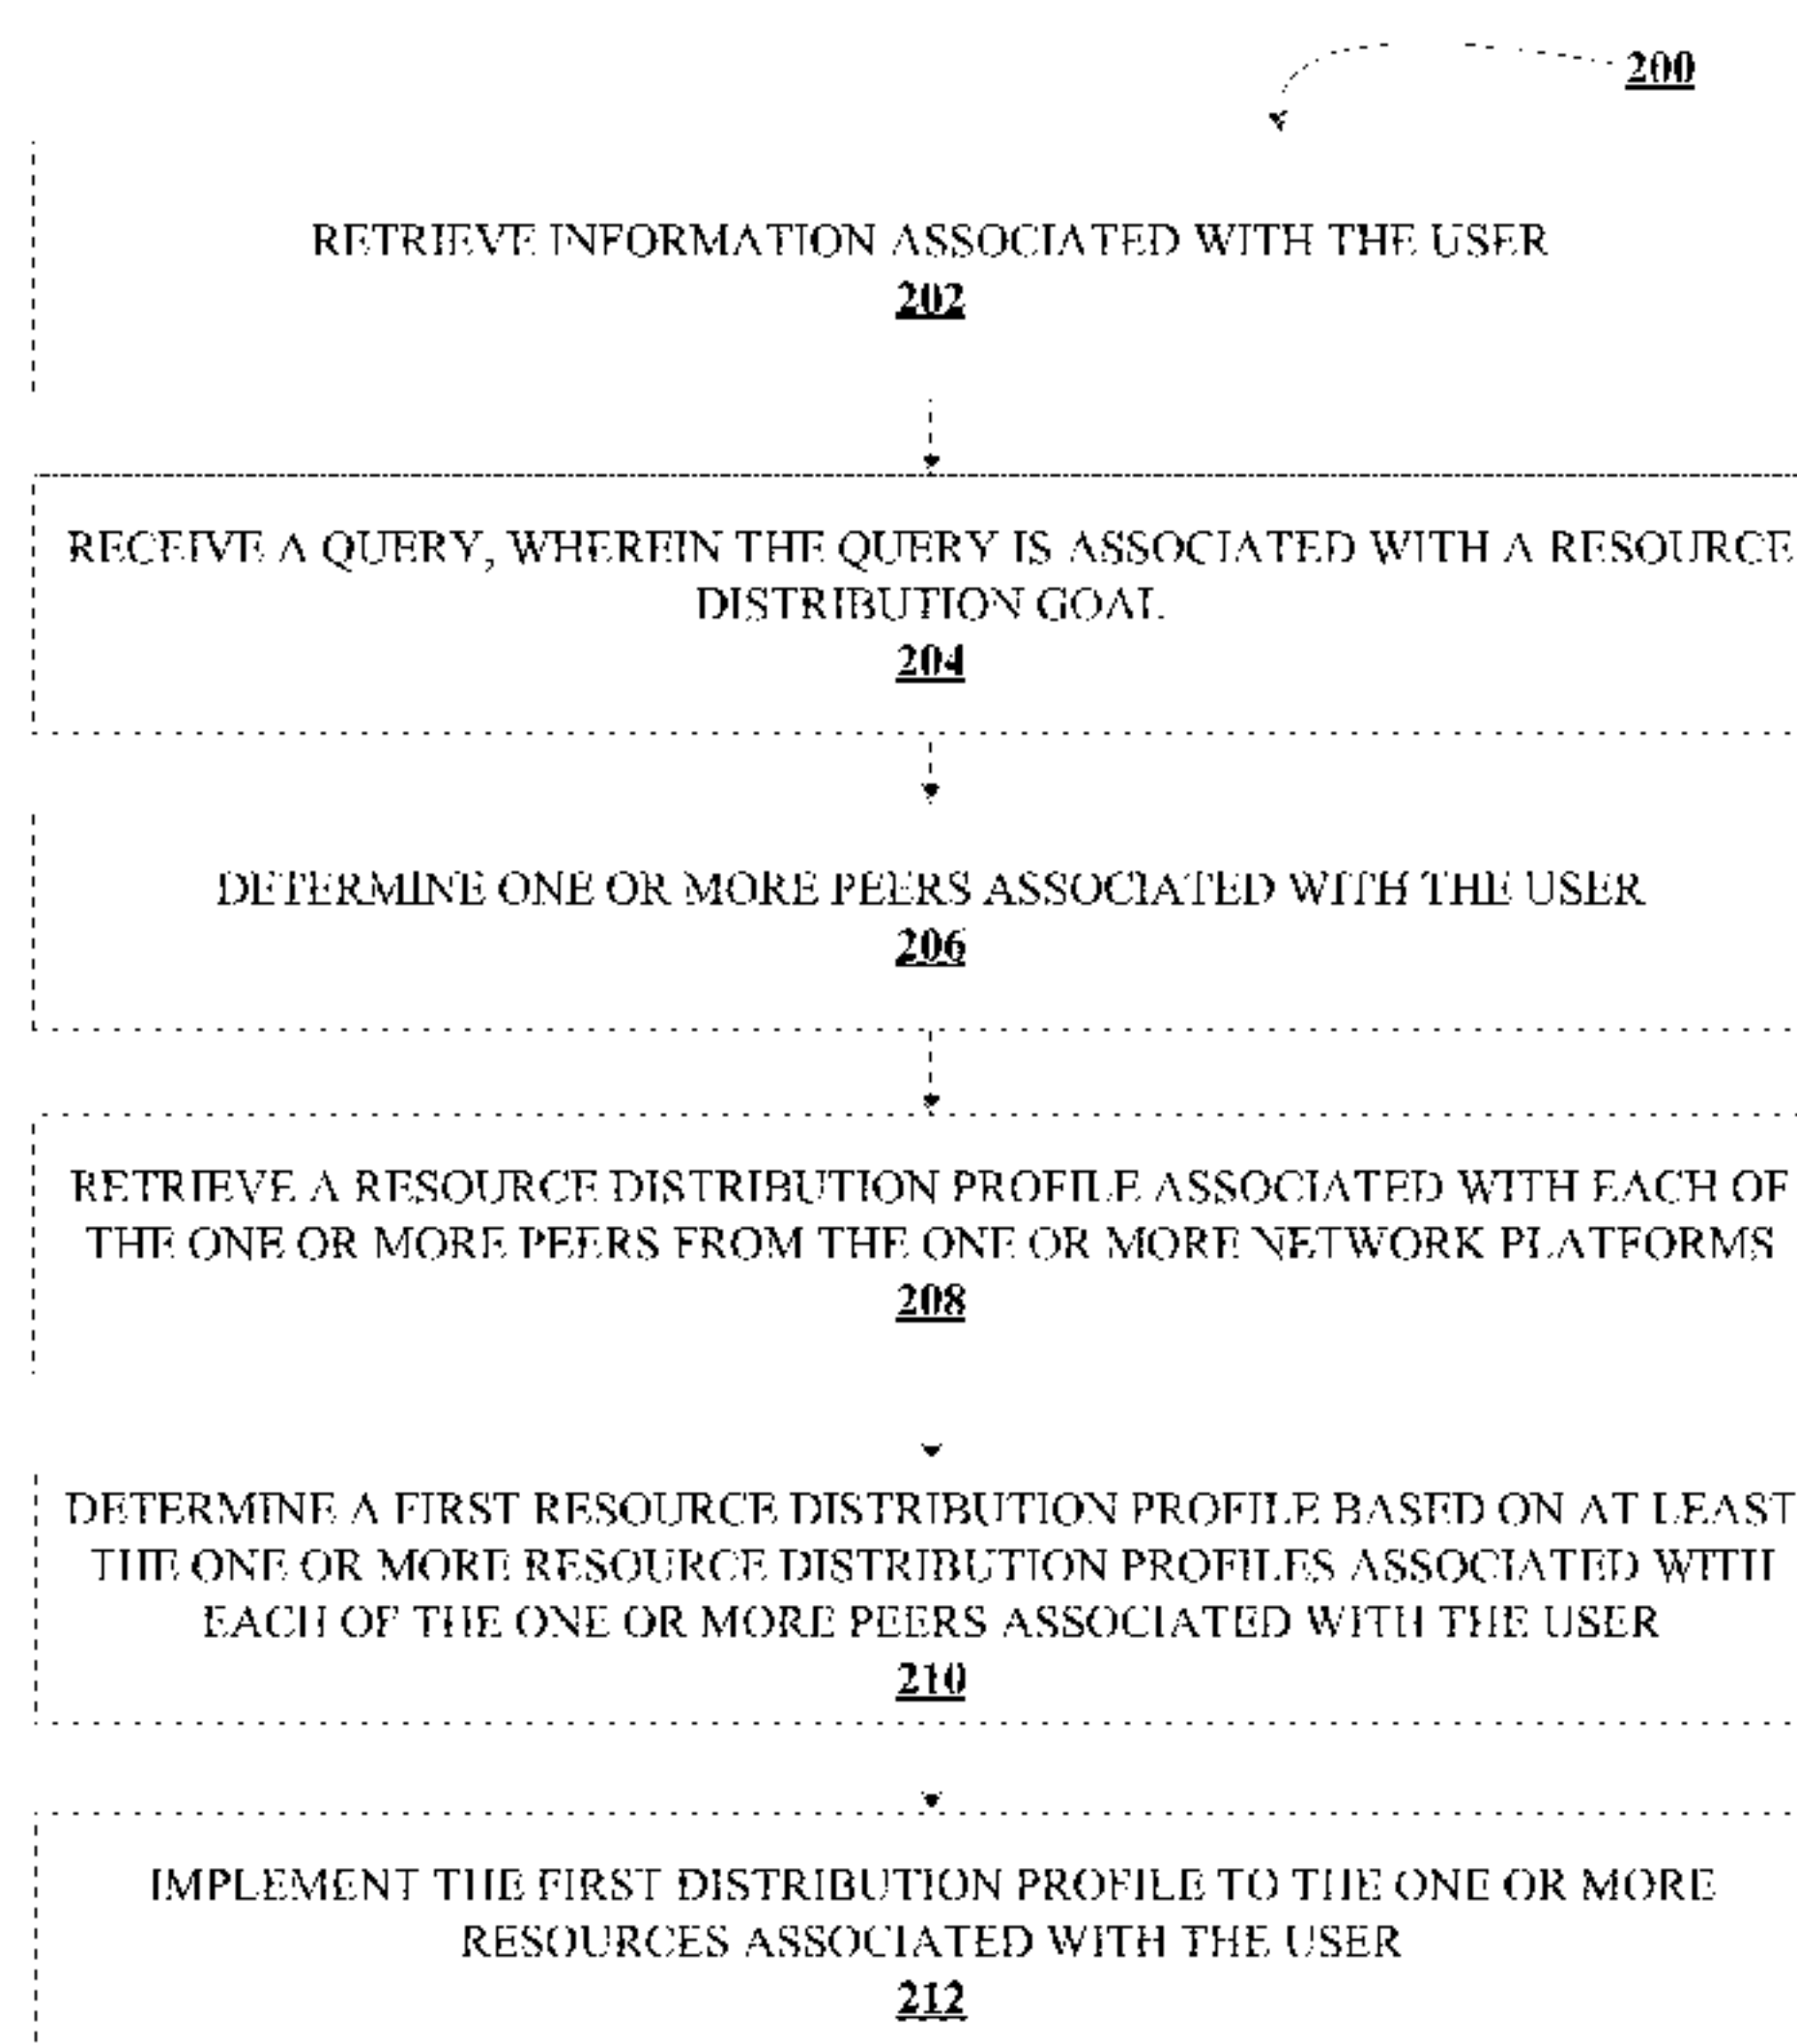 200
RETRIEVE INFORMATION ASSOCIATED WITH THE USER
202
RECEIVE A QUERY, WHEREIN THE QUERY IS ASSOCIATED WITH A RESOURCE
DISTRIBUTION GOAL
204
DETERMINE ONE OR MORE PEERS ASSOCIATED WITH THE USER
206
RETRIEVE A RESOURCE DISTRIBUTION PROFILE ASSOCIATED WITH EACH OF
THE ONE OR MORE PEERS FROM THE ONE OR MORE NETWORK PLATFORMS
208
DETERMINE A FIRST RESOURCE DISTRIBUTION PROFILE BASED ON AT LEAST
THE ONE OR MORE RESOURCE DISTRIBUTION PROFILES ASSOCIATED WITH
EACH OF THE ONE OR MORE PEERS ASSOCIATED WITH THE USER
210
IMPLEMENT THE FIRST DISTRIBUTION PROFILE TO THE ONE OR MORE
RESOURCES ASSOCIATED WITH THE USER
212